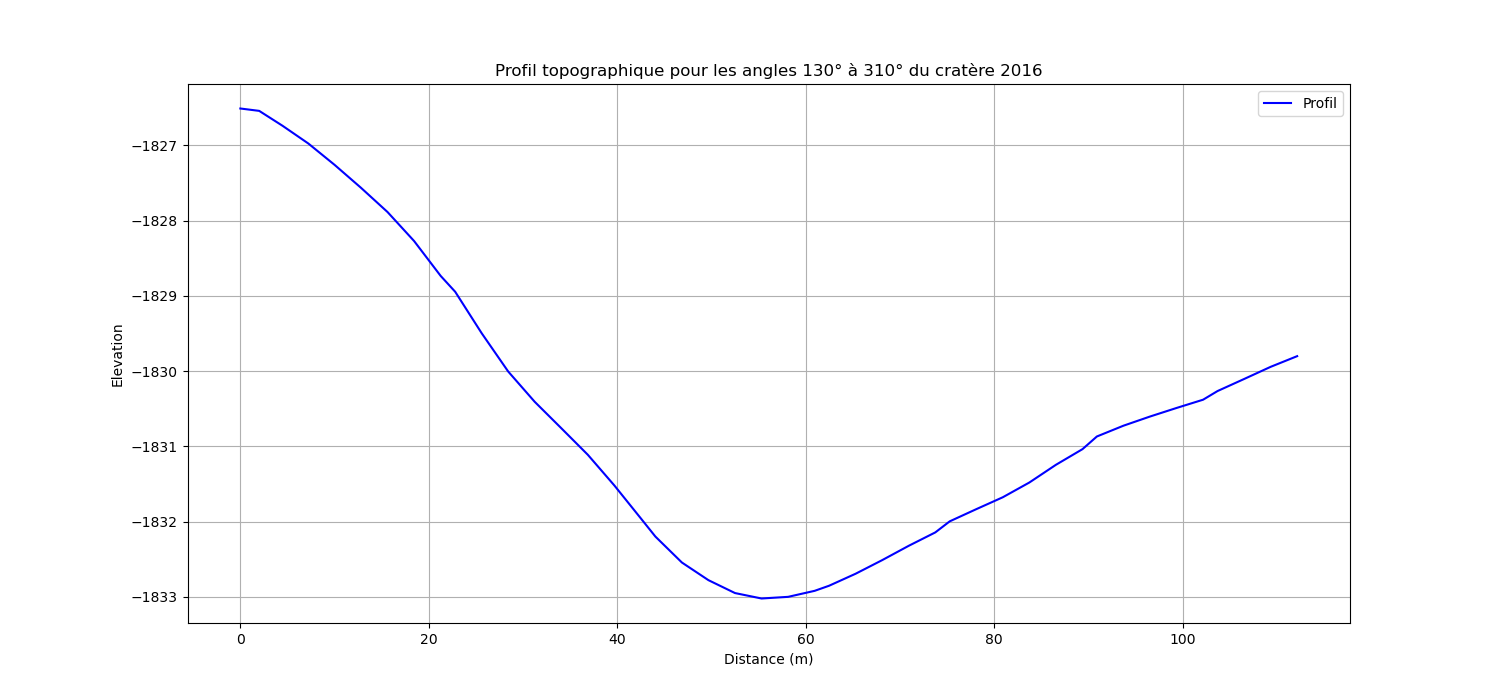 Profil topographique pour les angles 130° à 310° du cratère 2016
Profil
−1827
−1828
−1829
−1830
−1831
−1832
−1833
Elevation
0 20 40 60 80 100
Distance (m)